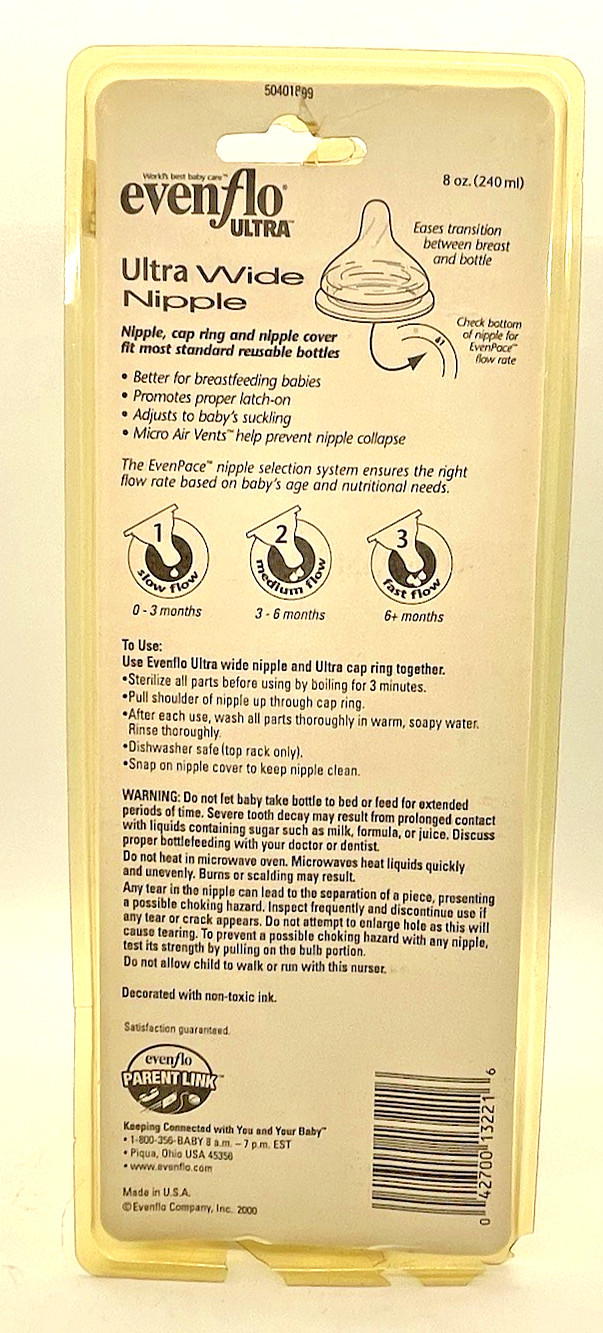 50401899
World's best baby care™
evenflo®
ULTRA™
8 oz. (240 ml)
Eases transition
between breast
and bottle
Ultra Wide
Nipple
Check bottom
of nipple for
EvenPace™
flow rate
Nipple, cap ring and nipple cover
fit most standard reusable bottles
• Better for breastfeeding babies
• Promotes proper latch-on
• Adjusts to baby's suckling
• Micro Air Vents™ help prevent nipple collapse
The EvenPace™ nipple selection system ensures the right
flow rate based on baby's age and nutritional needs.
1
slow flow
0 - 3 months
2
medium flow
3 - 6 months
3
fast flow
6+ months
To Use:
Use Evenflo Ultra wide nipple and Ultra cap ring together.
•Sterilize all parts before using by boiling for 3 minutes.
•Pull shoulder of nipple up through cap ring.
•After each use, wash all parts thoroughly in warm, soapy water.
Rinse thoroughly.
•Dishwasher safe (top rack only).
•Snap on nipple cover to keep nipple clean.
WARNING: Do not let baby take bottle to bed or feed for extended
periods of time. Severe tooth decay may result from prolonged contact
with liquids containing sugar such as milk, formula, or juice. Discuss
proper bottlefeeding with your doctor or dentist.
Do not heat in microwave oven. Microwaves heat liquids quickly
and unevenly. Burns or scalding may result.
Any tear in the nipple can lead to the separation of a piece, presenting
a possible choking hazard. Inspect frequently and discontinue use if
any tear or crack appears. Do not attempt to enlarge hole as this will
cause tearing. To prevent a possible choking hazard with any nipple,
test its strength by pulling on the bulb portion.
Do not allow child to walk or run with this nurser.
Decorated with non-toxic ink.
Satisfaction guaranteed.
evenflo
PARENT LINK™
Keeping Connected with You and Your Baby™
• 1-800-356-BABY 8 a.m. – 7 p.m. EST
• Piqua, Ohio USA 45356
• www.evenflo.com
Made in U.S.A.
©Evenflo Company, Inc. 2000
0 42700 13221 6